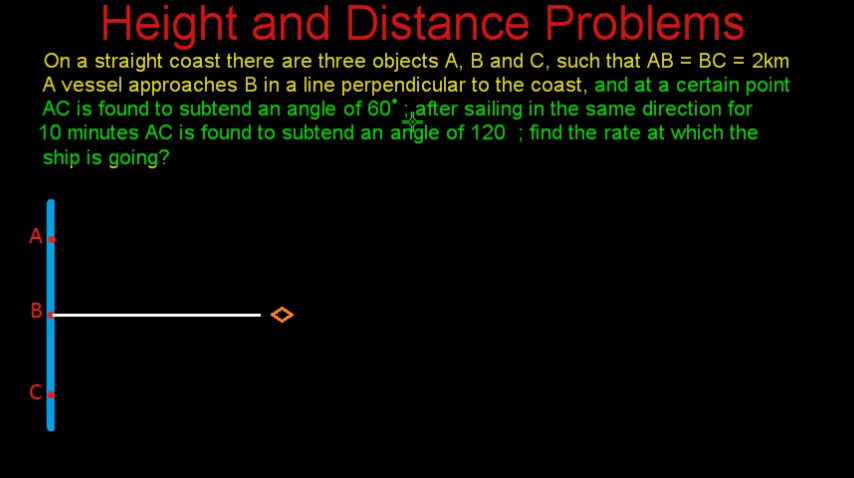 Height and Distance Problems
On a straight coast there are three objects A, B and C, such that AB = BC = 2km
A vessel approaches B in a line perpendicular to the coast, and at a certain point
AC is found to subtend an angle of 60° ; after sailing in the same direction for
10 minutes AC is found to subtend an angle of 120 ; find the rate at which the
ship is going?
A
B
C